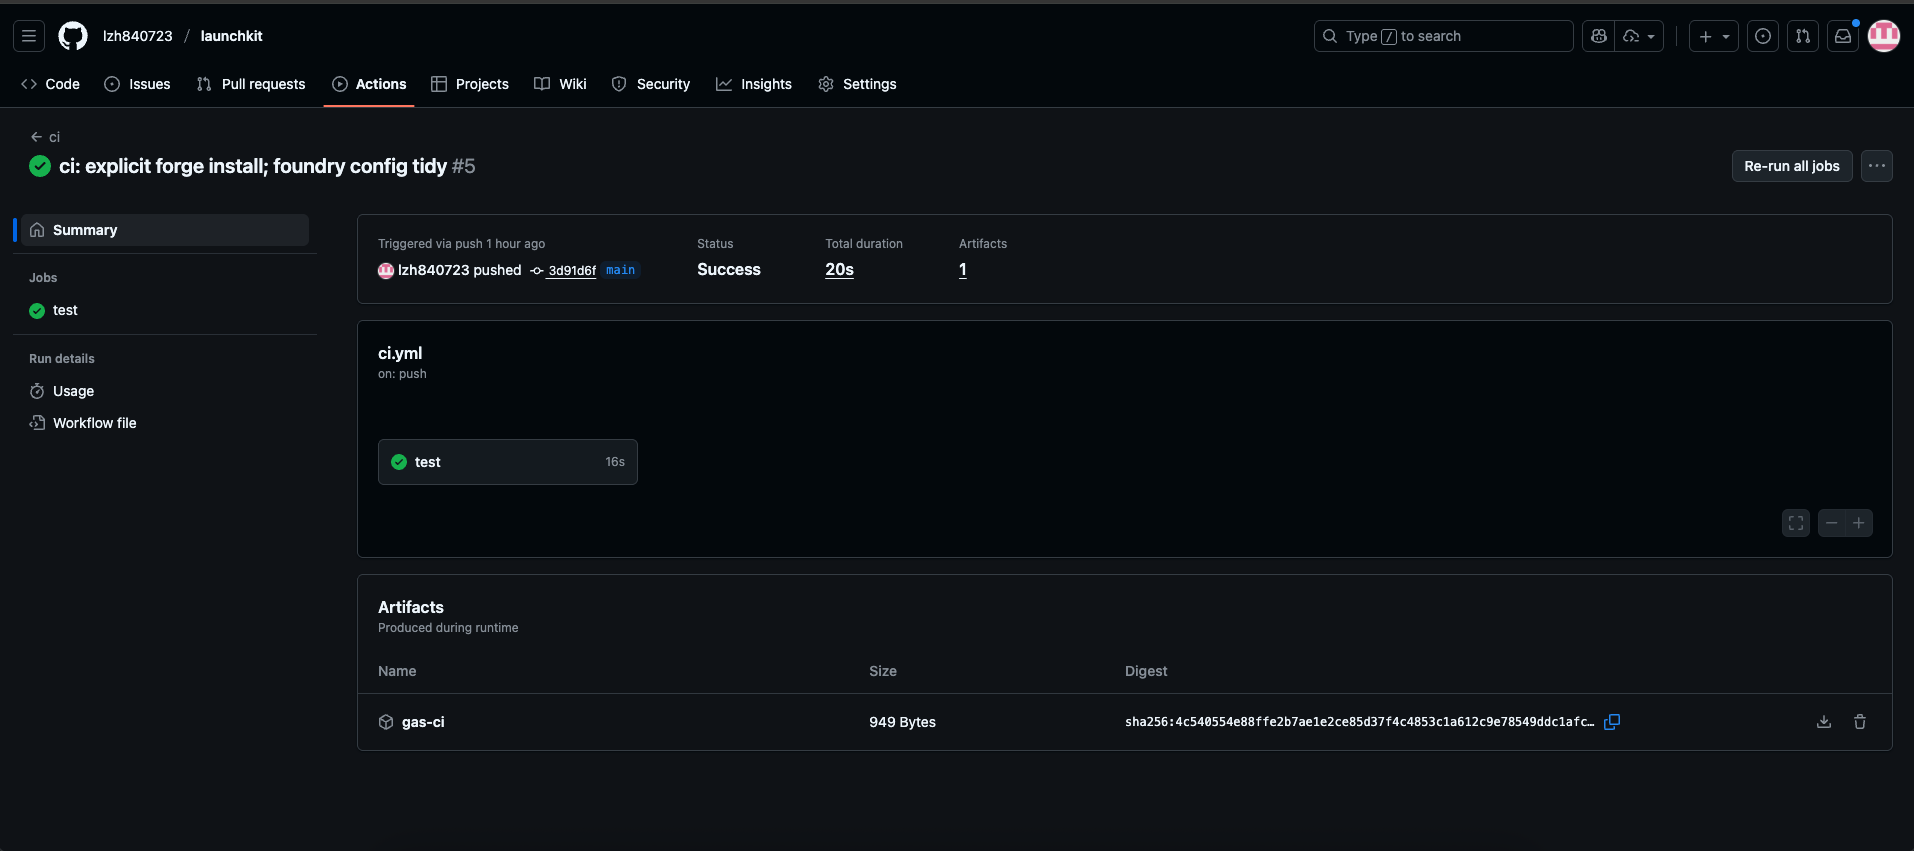 lzh840723 / launchkit
Type / to search
Code Issues Pull requests Actions Projects Wiki Security Insights Settings
ci
ci: explicit forge install; foundry config tidy #5
Re-run all jobs
Summary
Jobs
test
Run details
Usage
Workflow file
Triggered via push 1 hour ago
lzh840723 pushed 3d91d6f main
Status
Success
Total duration
20s
Artifacts
1
ci.yml
on: push
test 16s
Artifacts
Produced during runtime
Name Size Digest
gas-ci 949 Bytes sha256:4c540554e88ffe2b7ae1e2ce85d37f4c4853c1a612c9e78549ddc1afc…